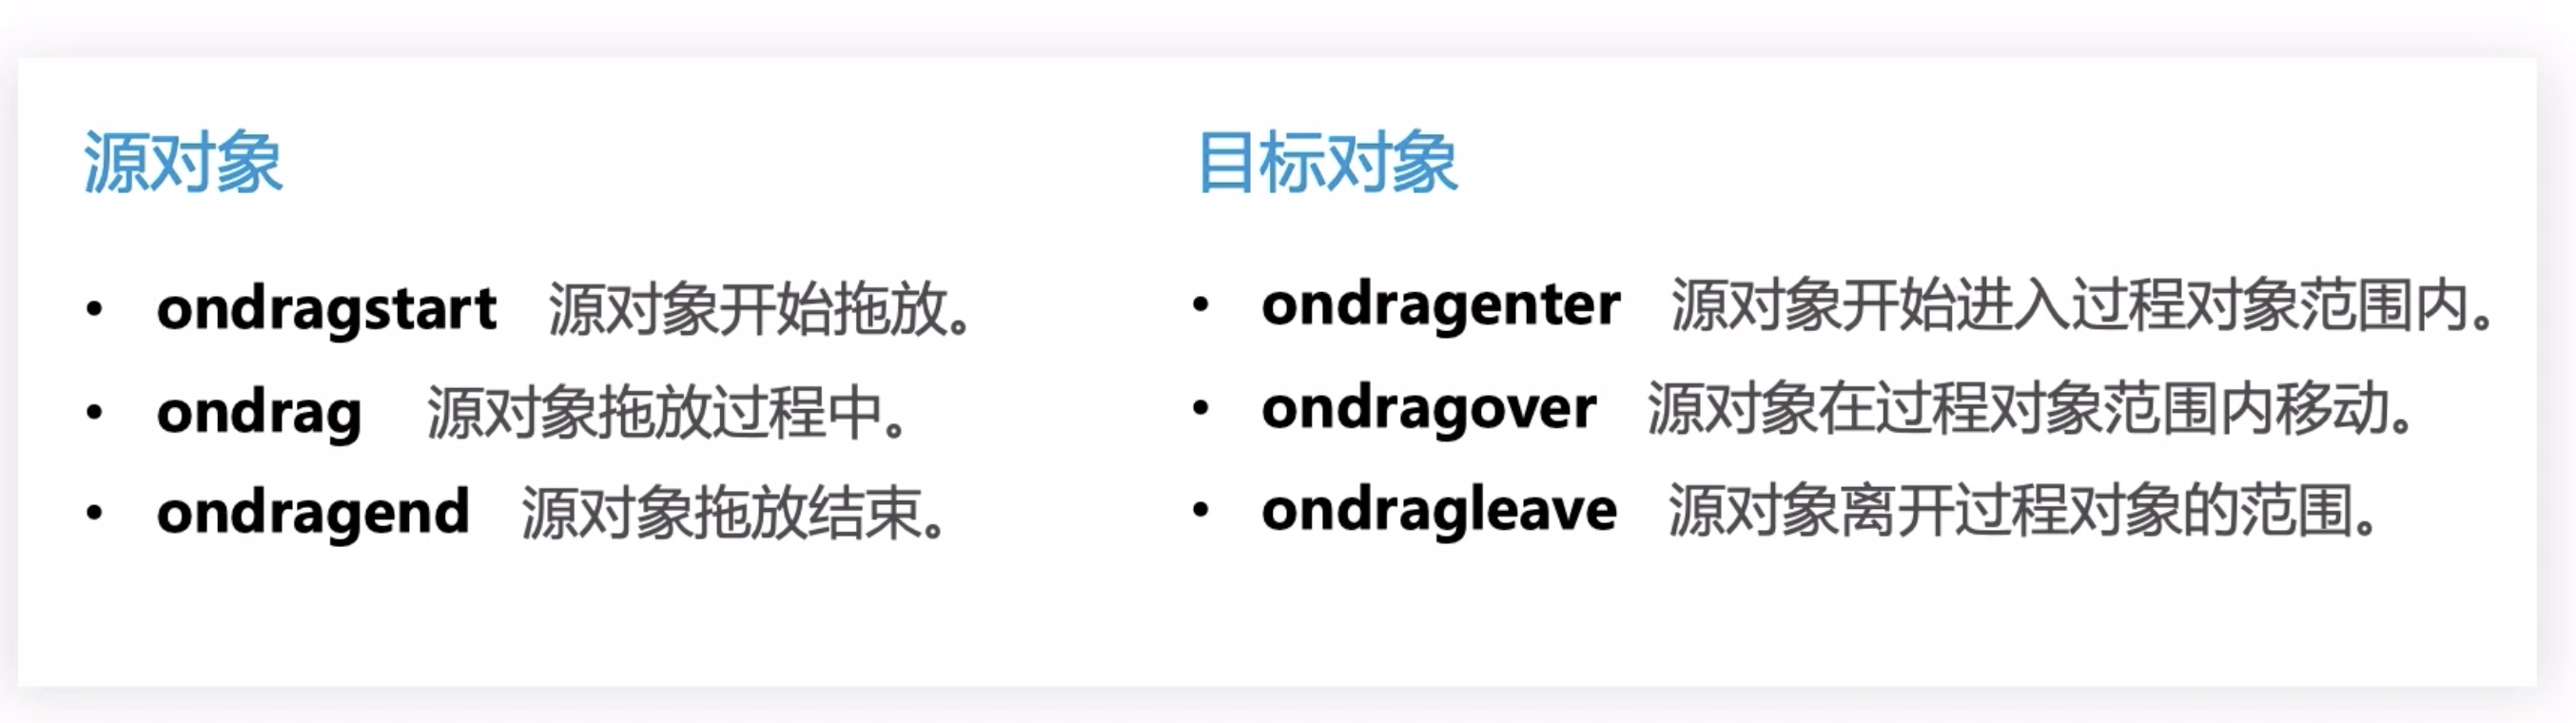 源对象
• ondragstart 源对象开始拖放。
• ondrag 源对象拖放过程中。
• ondragend 源对象拖放结束。
目标对象
• ondragenter 源对象开始进入过程对象范围内。
• ondragover 源对象在过程对象范围内移动。
• ondragleave 源对象离开过程对象的范围。